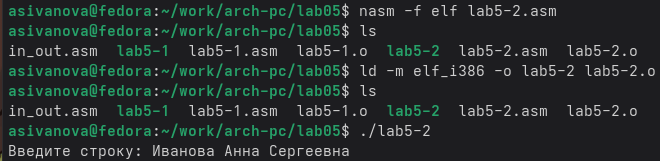 asivanova@fedora:~/work/arch-pc/lab05$ nasm -f elf lab5-2.asm
asivanova@fedora:~/work/arch-pc/lab05$ ls
in_out.asm  lab5-1  lab5-1.asm  lab5-1.o  lab5-2  lab5-2.asm  lab5-2.o
asivanova@fedora:~/work/arch-pc/lab05$ ld -m elf_i386 -o lab5-2 lab5-2.o
asivanova@fedora:~/work/arch-pc/lab05$ ls
in_out.asm  lab5-1  lab5-1.asm  lab5-1.o  lab5-2  lab5-2.asm  lab5-2.o
asivanova@fedora:~/work/arch-pc/lab05$ ./lab5-2
Введите строку: Иванова Анна Сергеевна